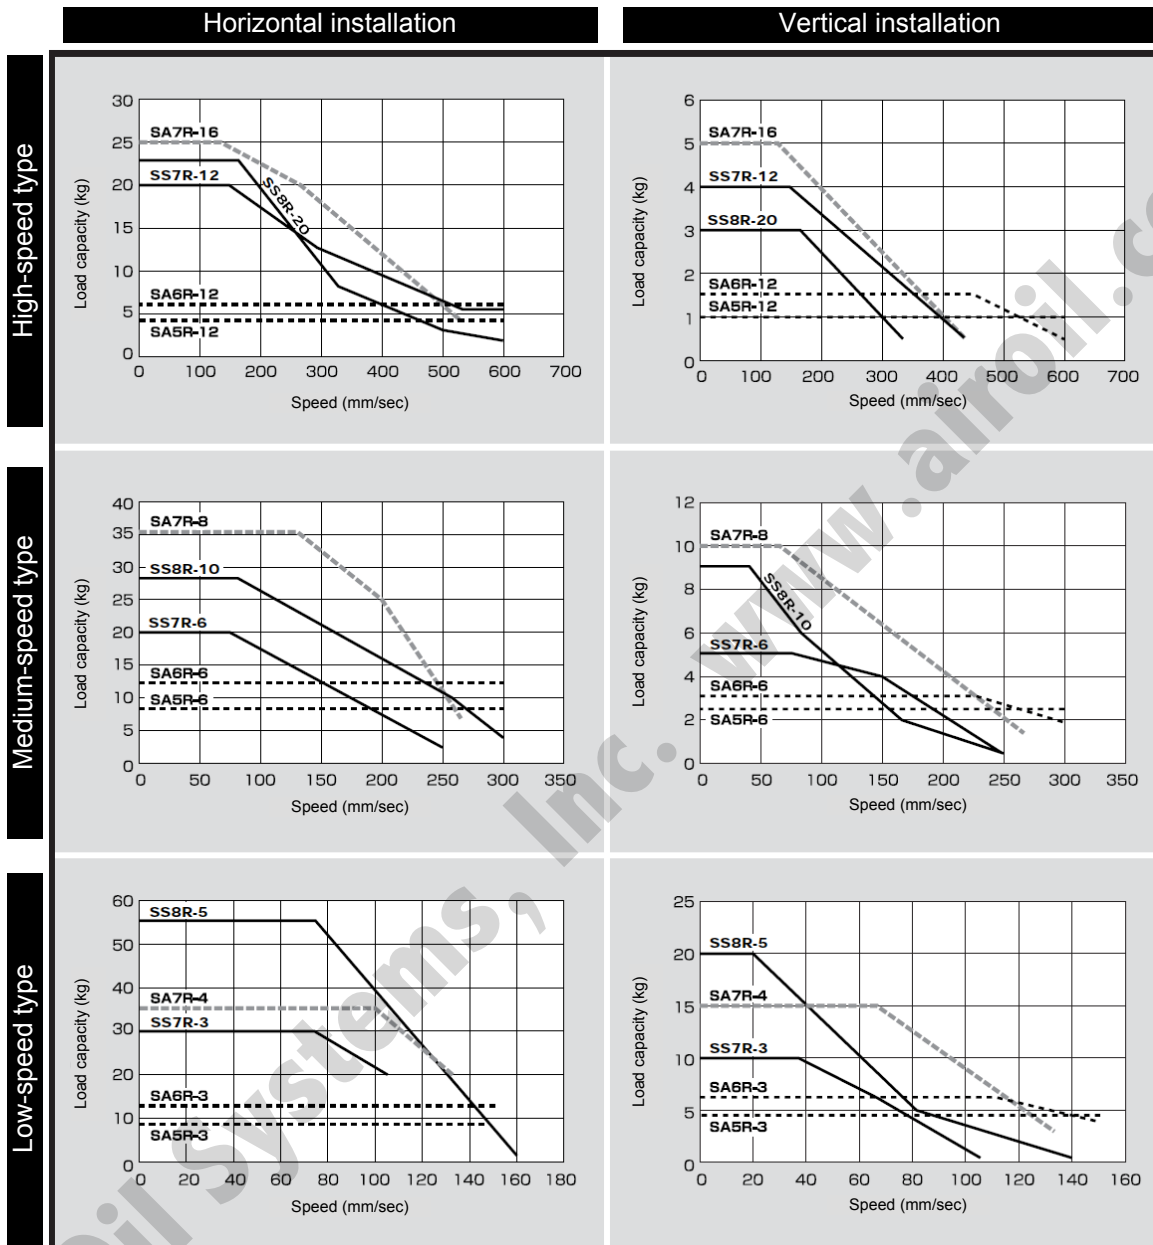 Horizontal installation
Vertical installation
High-speed type
Load capacity (kg)
30
25
20
15
10
5
0
SA7R-16
SS7R-12
SS8R-20
SA6R-12
SA5R-12
0 100 200 300 400 500 600 700
Speed (mm/sec)
Load capacity (kg)
6
5
4
3
2
1
0
SA7R-16
SS7R-12
SS8R-20
SA6R-12
SA5R-12
0 100 200 300 400 500 600 700
Speed (mm/sec)
Medium-speed type
Load capacity (kg)
40
35
30
25
20
15
10
5
0
SA7R-8
SS8R-10
SS7R-6
SA6R-6
SA5R-6
0 50 100 150 200 250 300 350
Speed (mm/sec)
Load capacity (kg)
12
10
8
6
4
2
0
SA7R-8
SS8R-10
SS7R-6
SA6R-6
SA5R-6
0 50 100 150 200 250 300 350
Speed (mm/sec)
Low-speed type
Load capacity (kg)
60
50
40
30
20
10
0
SS8R-5
SA7R-4
SS7R-3
SA6R-3
SA5R-3
0 20 40 60 80 100 120 140 160 180
Speed (mm/sec)
Load capacity (kg)
25
20
15
10
5
0
SS8R-5
SA7R-4
SS7R-3
SA6R-3
SA5R-3
0 20 40 60 80 100 120 140 160
Speed (mm/sec)
Oil Systems, Inc. www.airoil.c